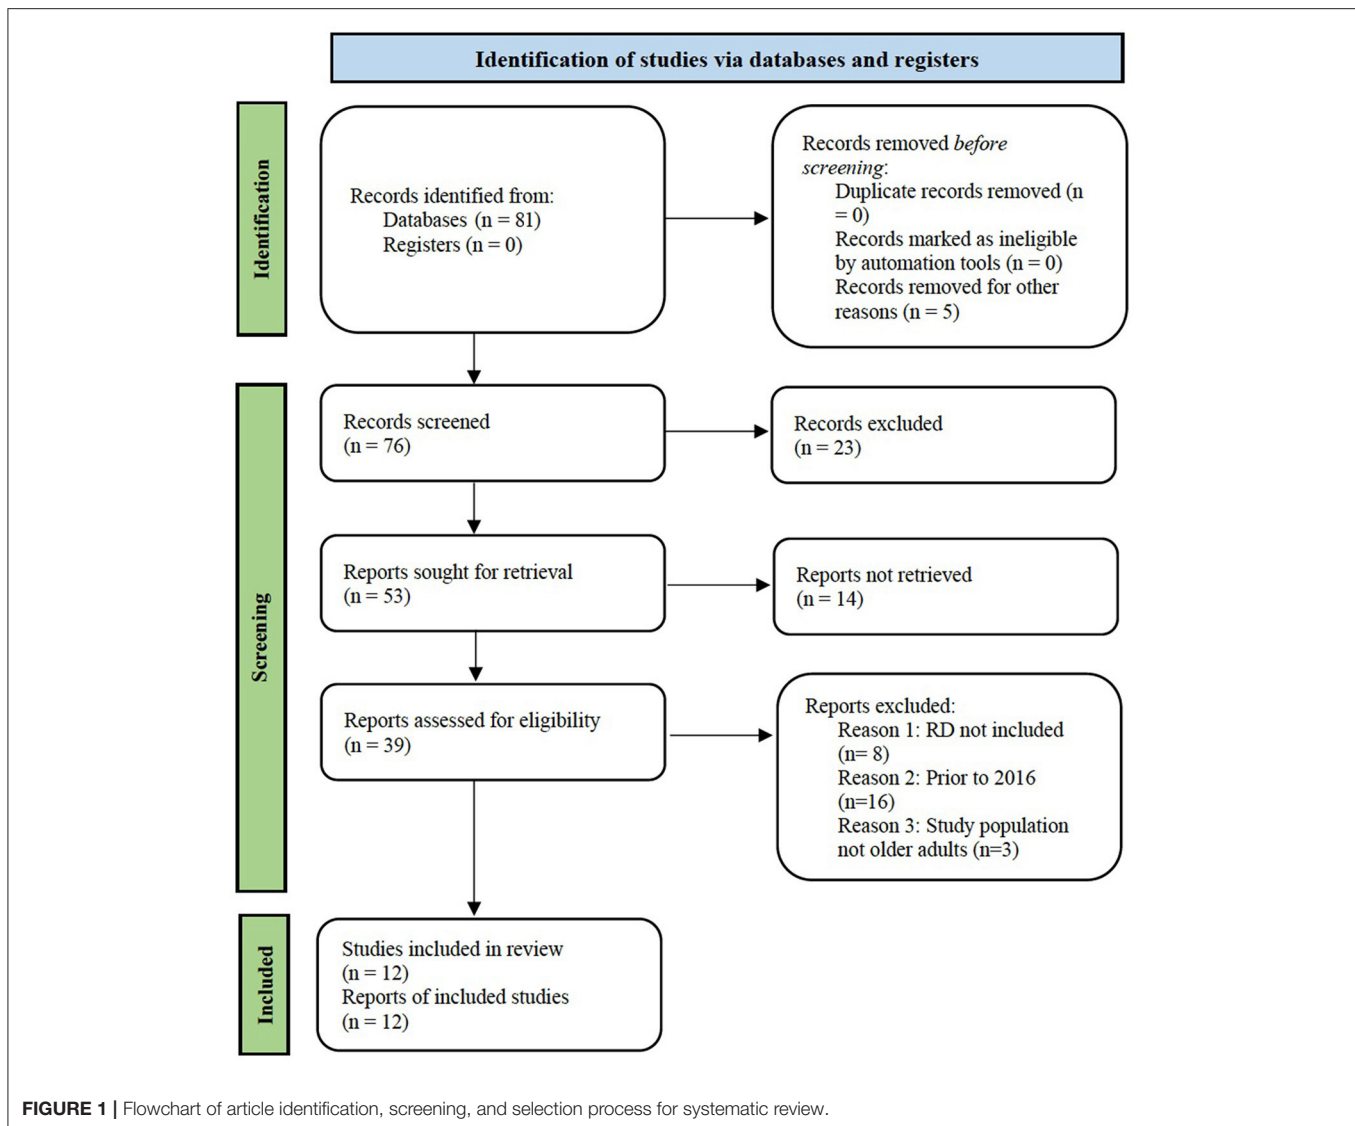 Identification of studies via databases and registers
Identification
Records identified from:
Databases (n = 81)
Registers (n = 0)
Records removed before
screening:
Duplicate records removed (n
= 0)
Records marked as ineligible
by automation tools (n = 0)
Records removed for other
reasons (n = 5)
Screening
Records screened
(n = 76)
Records excluded
(n = 23)
Reports sought for retrieval
(n = 53)
Reports not retrieved
(n = 14)
Reports assessed for eligibility
(n = 39)
Reports excluded:
Reason 1: RD not included
(n= 8)
Reason 2: Prior to 2016
(n=16)
Reason 3: Study population
not older adults (n=3)
Included
Studies included in review
(n = 12)
Reports of included studies
(n = 12)
FIGURE 1 | Flowchart of article identification, screening, and selection process for systematic review.